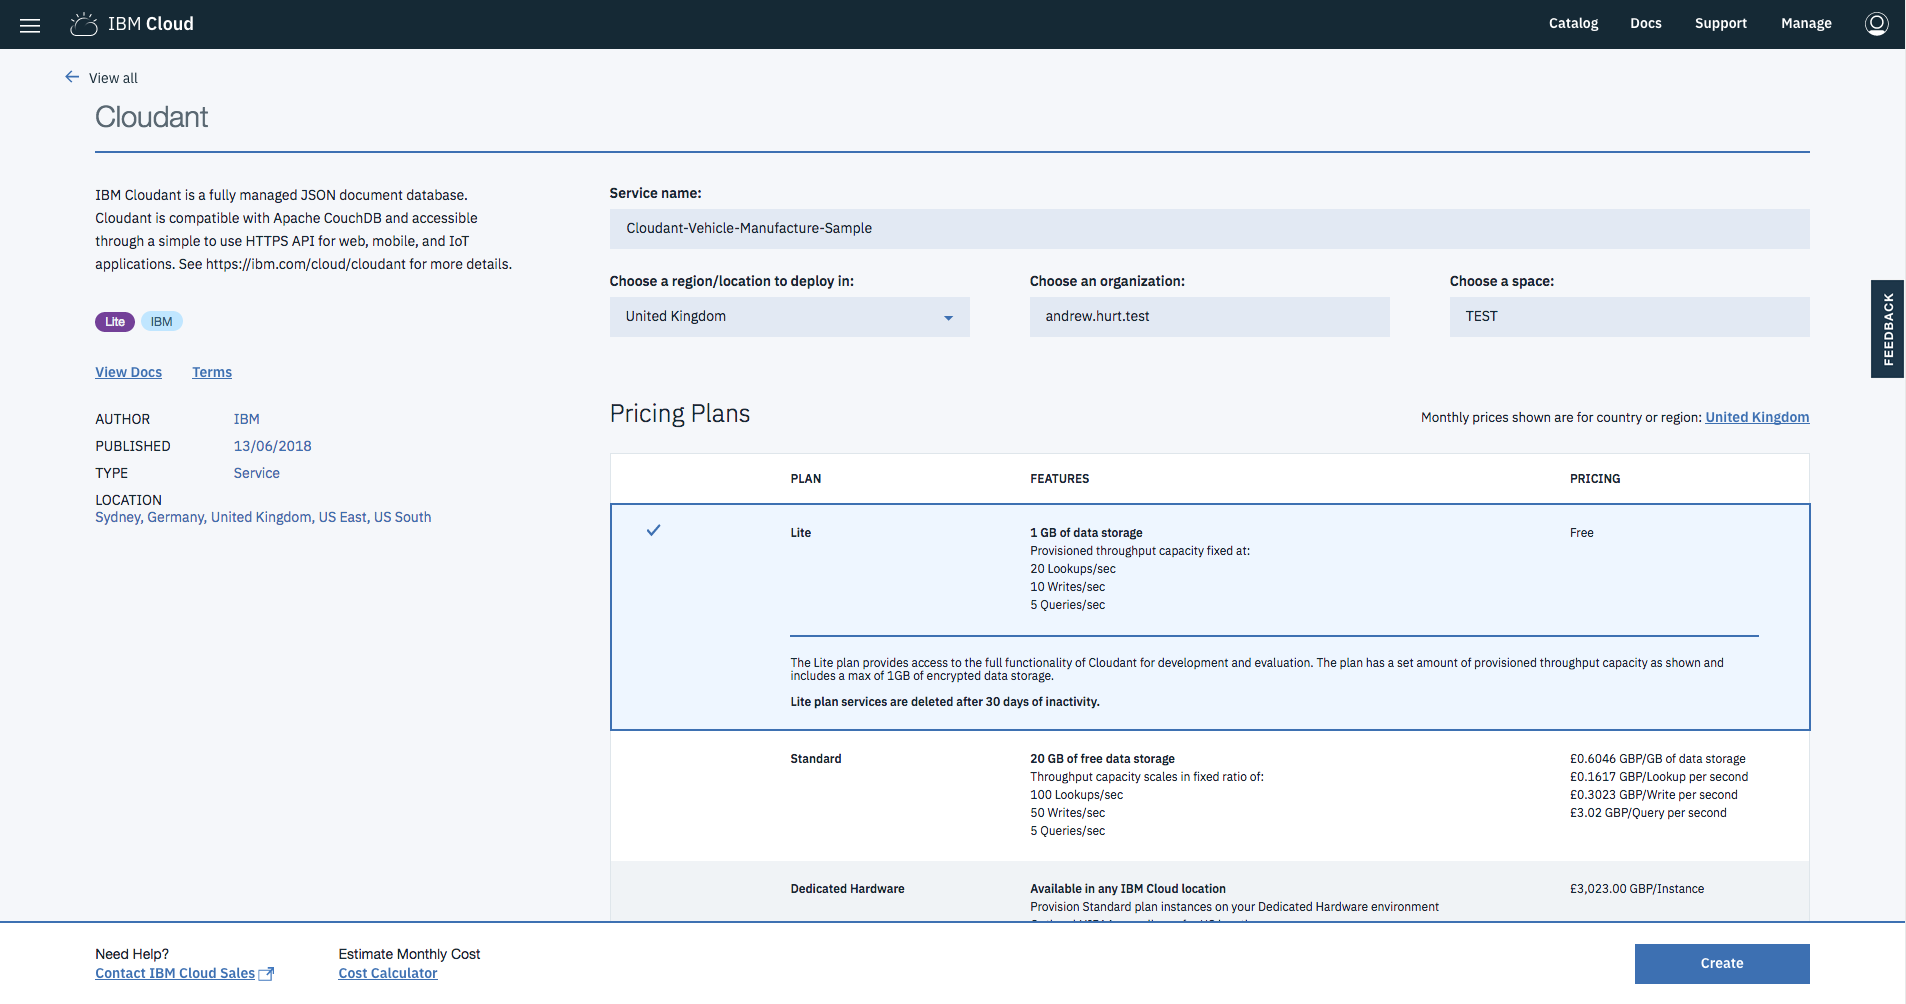 IBM Cloud
Catalog
Docs
Support
Manage
View all
Cloudant
IBM Cloudant is a fully managed JSON document database.
Cloudant is compatible with Apache CouchDB and accessible
through a simple to use HTTPS API for web, mobile, and IoT
applications. See https://ibm.com/cloud/cloudant for more details.
Lite
IBM
View Docs
Terms
AUTHOR IBM
PUBLISHED 13/06/2018
TYPE Service
LOCATION
Sydney, Germany, United Kingdom, US East, US South
Service name:
Cloudant-Vehicle-Manufacture-Sample
Choose a region/location to deploy in:
United Kingdom
Choose an organization:
andrew.hurt.test
Choose a space:
TEST
FEEDBACK
Pricing Plans
Monthly prices shown are for country or region: United Kingdom
PLAN
FEATURES
PRICING
Lite
1 GB of data storage
Provisioned throughput capacity fixed at:
20 Lookups/sec
10 Writes/sec
5 Queries/sec
Free
The Lite plan provides access to the full functionality of Cloudant for development and evaluation. The plan has a set amount of provisioned throughput capacity as shown and
includes a max of 1GB of encrypted data storage.
Lite plan services are deleted after 30 days of inactivity.
Standard
20 GB of free data storage
Throughput capacity scales in fixed ratio of:
100 Lookups/sec
50 Writes/sec
5 Queries/sec
£0.6046 GBP/GB of data storage
£0.1617 GBP/Lookup per second
£0.3023 GBP/Write per second
£3.02 GBP/Query per second
Dedicated Hardware
Available in any IBM Cloud location
Provision Standard plan instances on your Dedicated Hardware environment
£3,023.00 GBP/Instance
Need Help?
Contact IBM Cloud Sales
Estimate Monthly Cost
Cost Calculator
Create